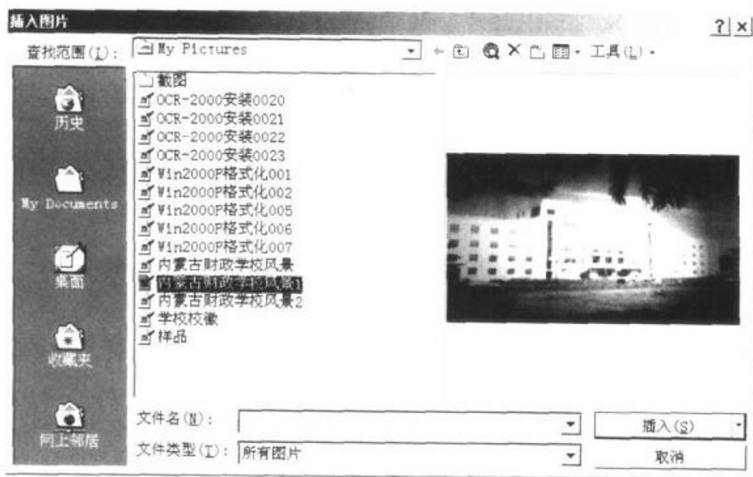 插入图片
? ×
查找范围(I): My Pictures 工具(L)
截图
OCR-2000安装0020
OCR-2000安装0021
OCR-2000安装0022
OCR-2000安装0023
Win2000P格式化001
Win2000P格式化002
Win2000P格式化005
Win2000P格式化006
Win2000P格式化007
内蒙古财政学校风景
内蒙古财政学校风景1
内蒙古财政学校风景2
学校校徽
样品
历史
My Documents
桌面
收藏夹
网上邻居
文件名(N): 插入(S)
文件类型(T): 所有图片 取消